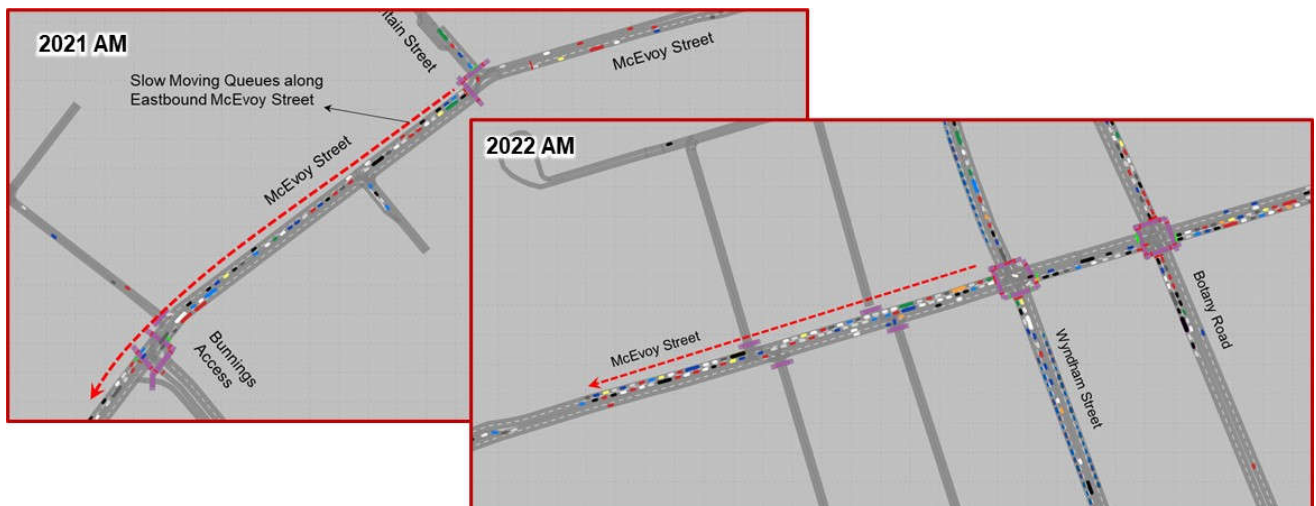 2021 AM
tain Street
McEvoy Street
Slow Moving Queues along
Eastbound McEvoy Street
McEvoy Street
Bunnings
Access
2022 AM
McEvoy Street
Wyndham Street
Botany Road